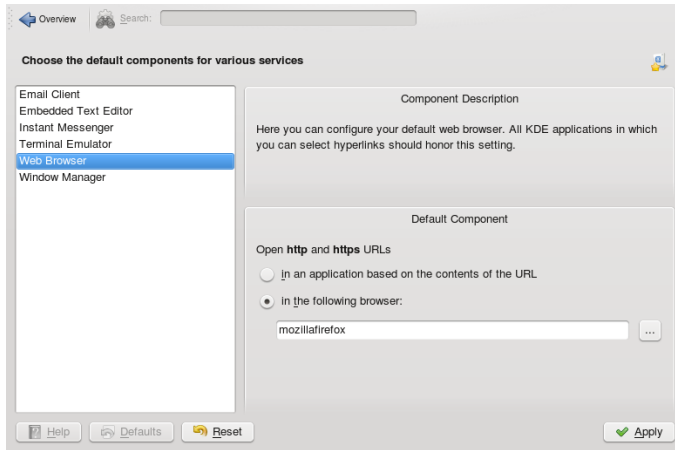 Overview
Search:
Choose the default components for various services
Email Client
Embedded Text Editor
Instant Messenger
Terminal Emulator
Web Browser
Window Manager
Component Description
Here you can configure your default web browser. All KDE applications in which
you can select hyperlinks should honor this setting.
Default Component
Open http and https URLs
in an application based on the contents of the URL
in the following browser:
mozillafirefox
...
Help
Defaults
Reset
Apply